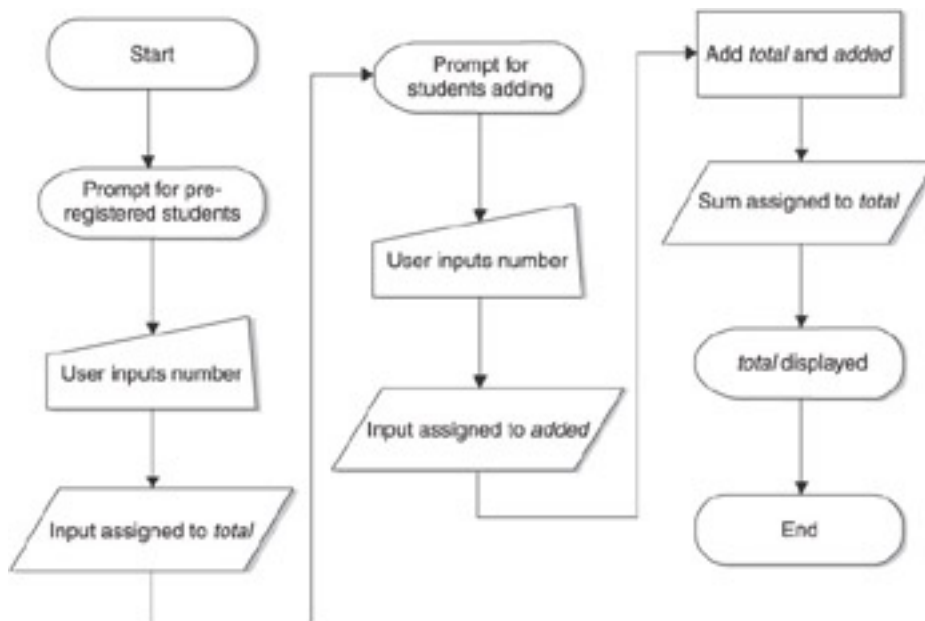 Start
Prompt for pre-
registered students
User inputs number
Input assigned to total
Prompt for
students adding
User inputs number
Input assigned to added
Add total and added
Sum assigned to total
total displayed
End